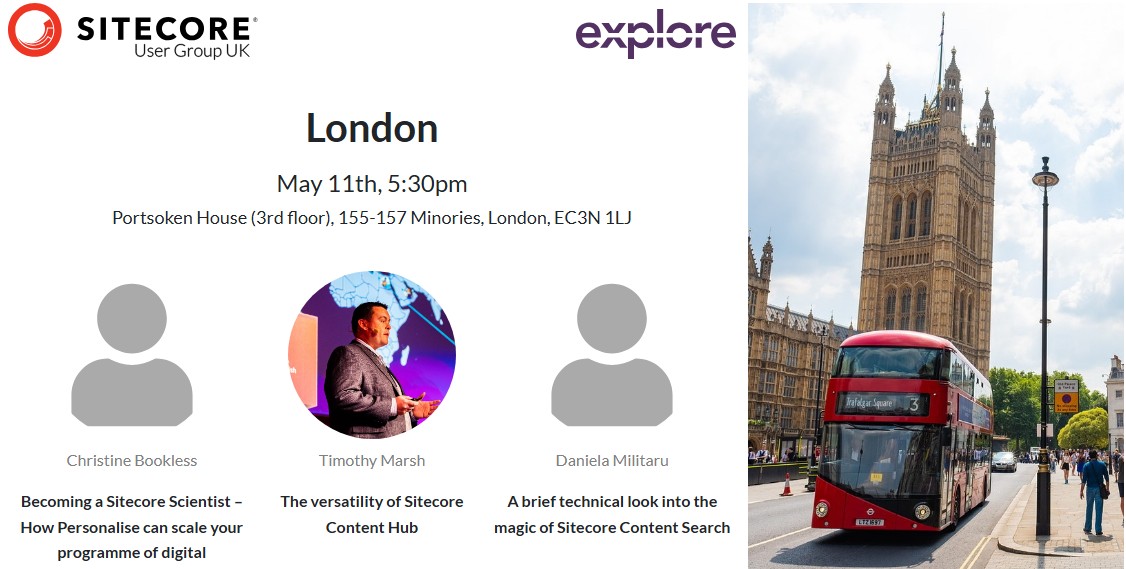 SITECORE®
User Group UK
explore
London
May 11th, 5:30pm
Portsoken House (3rd floor), 155-157 Minories, London, EC3N 1LJ
Christine Bookless
Becoming a Sitecore Scientist –
How Personalise can scale your
programme of digital
Timothy Marsh
The versatility of Sitecore
Content Hub
Daniela Militaru
A brief technical look into the
magic of Sitecore Content Search
Trafalgar Square 3